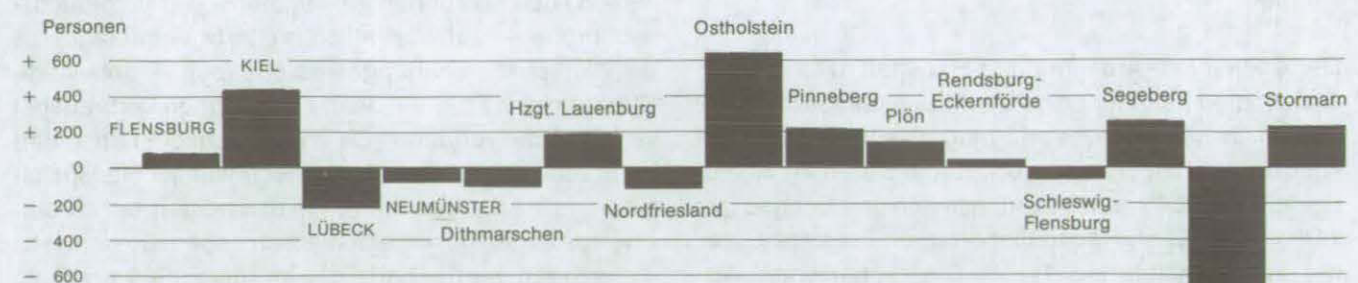 Personen
Ostholstein
+ 600
KIEL
Rendsburg-
Eckernförde
+ 400
Hzgt. Lauenburg
Pinneberg
Segeberg
Stormarn
Plön
+ 200
FLENSBURG
0
- 200
NEUMÜNSTER
Nordfriesland
Schleswig-
Flensburg
LÜBECK
Dithmarschen
- 400
- 600